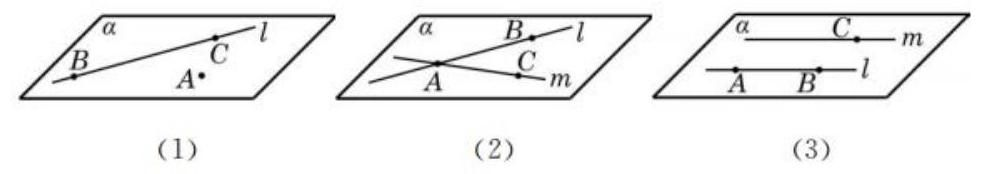 α B C l A
α B l A C m
α C m A B l
(1) (2) (3)